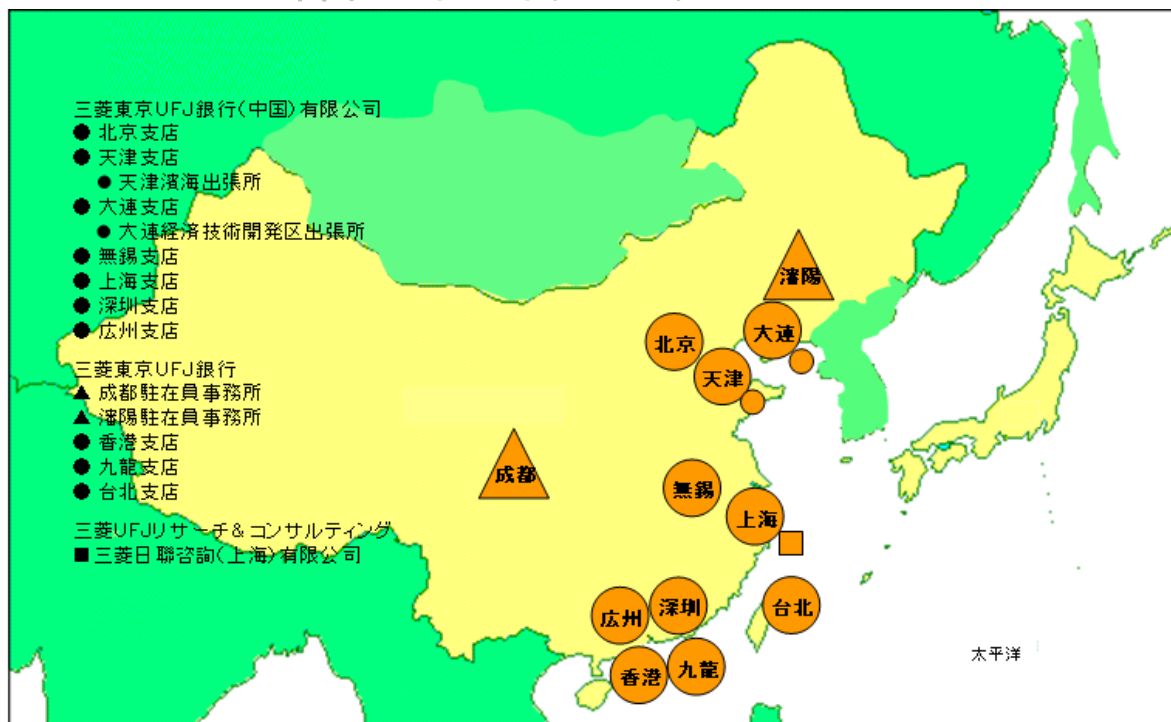 三菱東京UFJ銀行(中国)有限公司
● 北京支店
● 天津支店
● 天津濱海出張所
● 大連支店
● 大連経済技術開発区出張所
● 無錫支店
● 上海支店
● 深圳支店
● 広州支店
三菱東京UFJ銀行
▲ 成都駐在員事務所
▲ 瀋陽駐在員事務所
● 香港支店
● 九龍支店
● 台北支店
三菱UFJリサーチ&コンサルティング
■ 三菱日聯咨詢(上海)有限公司
瀋陽
大連
北京
天津
成都
無錫
上海
広州
深圳
台北
香港
九龍
太平洋